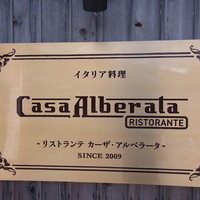 イタリア料理
Casa Alberata
RISTORANTE
- リストランテ カーザ・アルベラータ -
SINCE 2009